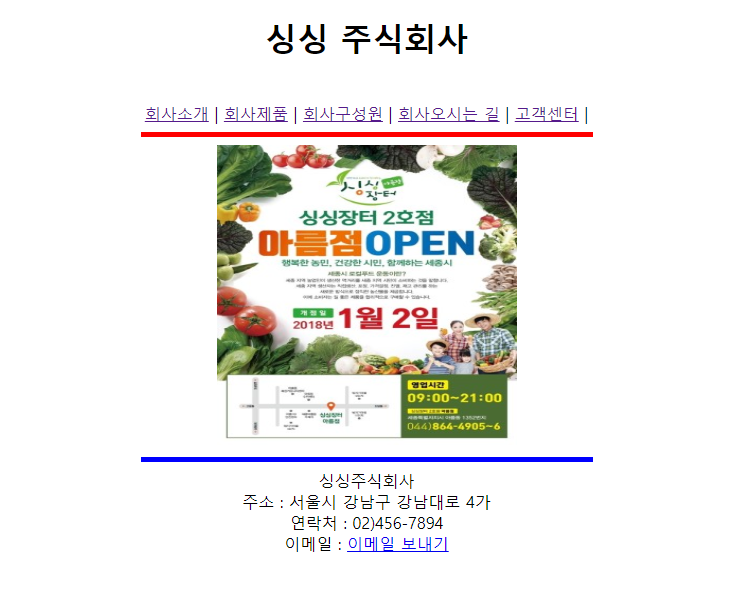 싱싱 주식회사
회사소개 | 회사제품 | 회사구성원 | 회사오시는 길 | 고객센터 |
싱싱
장터
싱싱장터 2호점
아름점OPEN
행복한 농민, 건강한 시민, 함께하는 세종시
세종시 로컬푸드 운동이란?
개 점 일
2018년 1월 2일
싱싱장터
아름점
영업시간
09:00~21:00
044)864-4905~6
싱싱주식회사
주소 : 서울시 강남구 강남대로 4가
연락처 : 02)456-7894
이메일 : 이메일 보내기